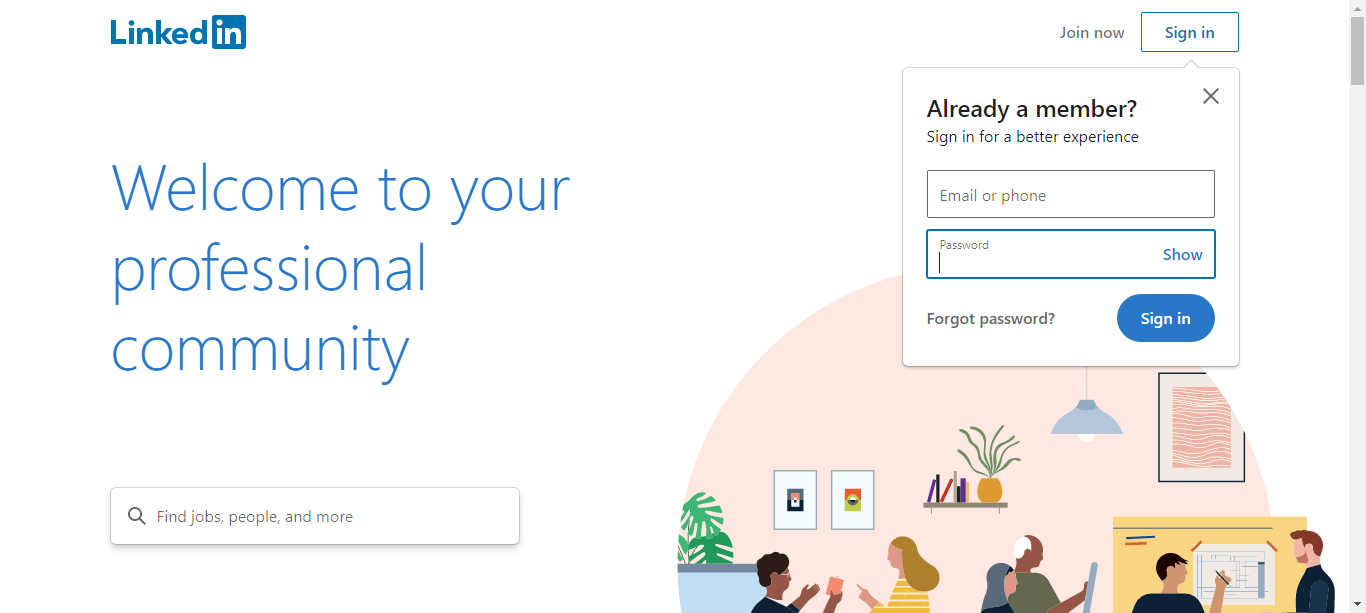 Linkedin
Join now
Sign in
Already a member?
Sign in for a better experience
Email or phone
Password
Show
Forgot password?
Sign in
Welcome to your
professional
community
Find jobs, people, and more